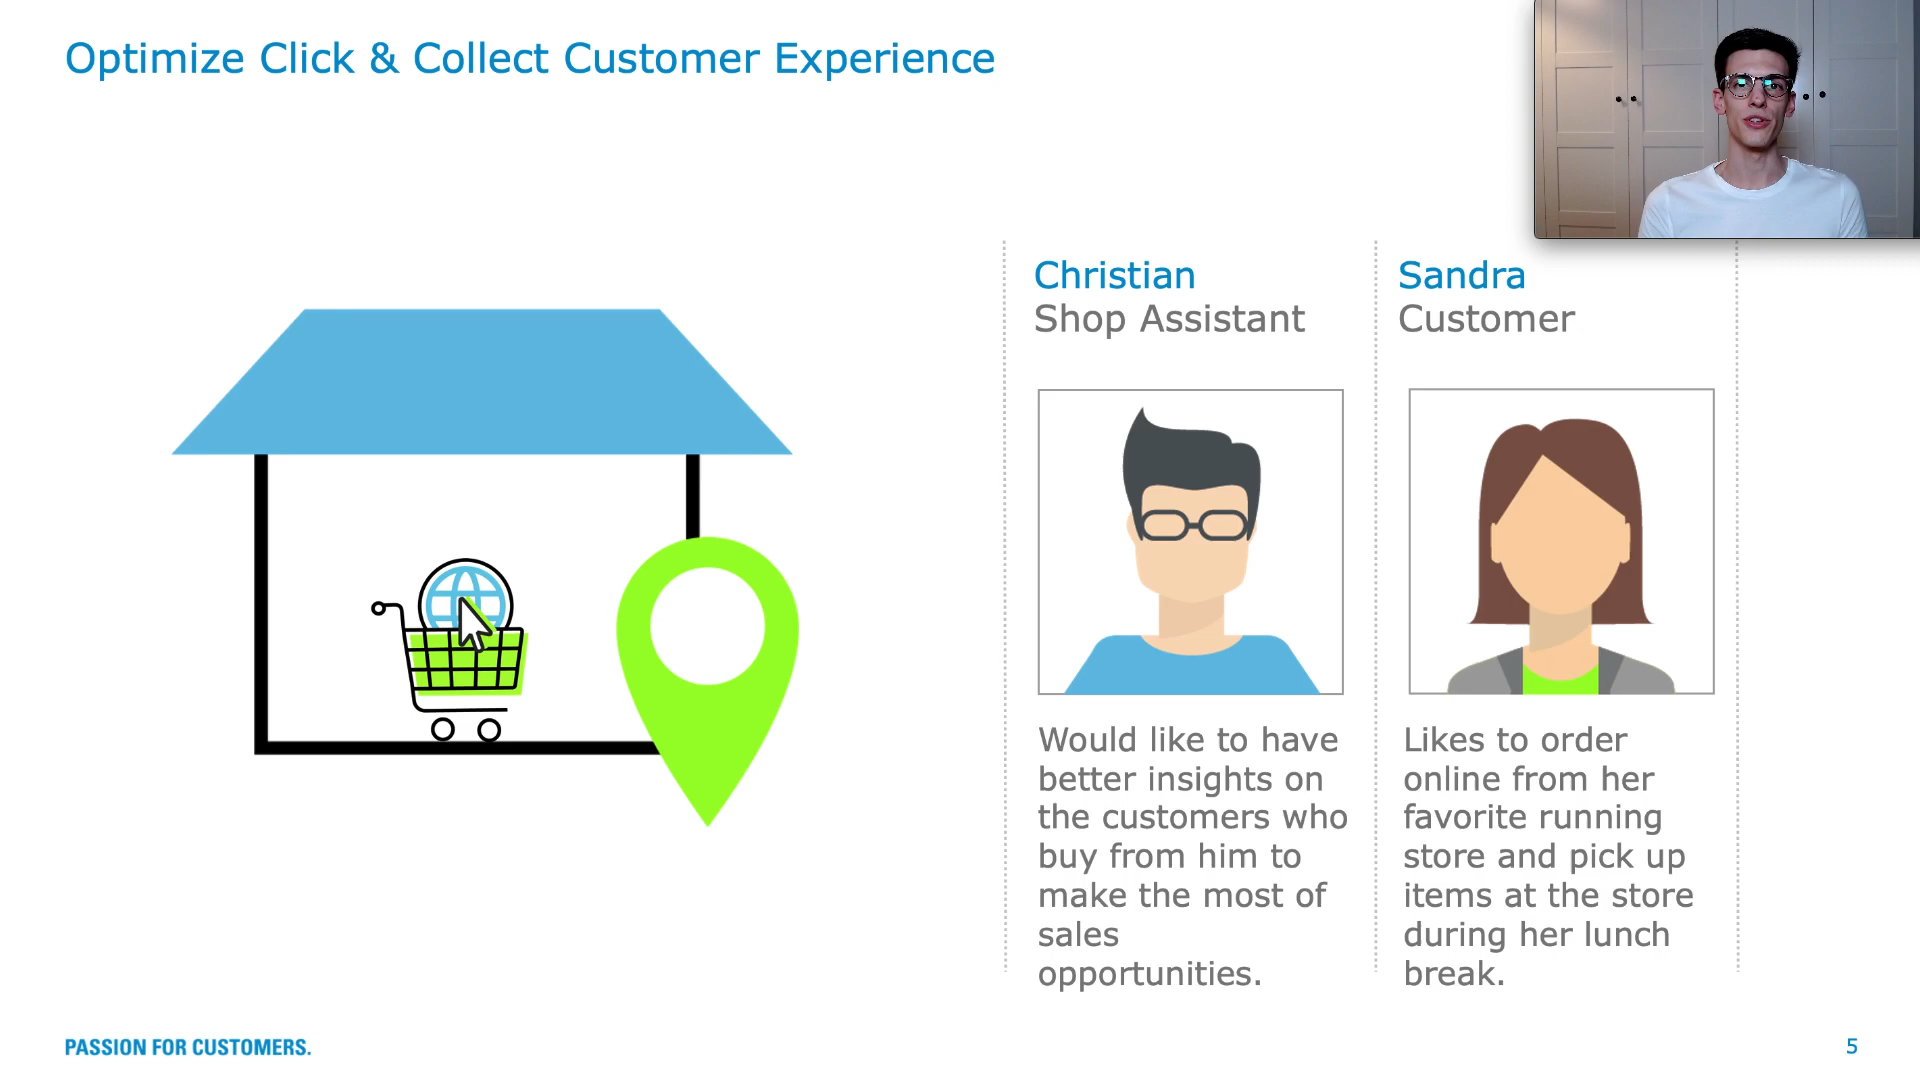 Optimize Click & Collect Customer Experience
Christian
Shop Assistant
Would like to have
better insights on
the customers who
buy from him to
make the most of
sales
opportunities.
Sandra
Customer
Likes to order
online from her
favorite running
store and pick up
items at the store
during her lunch
break.
PASSION FOR CUSTOMERS.
5